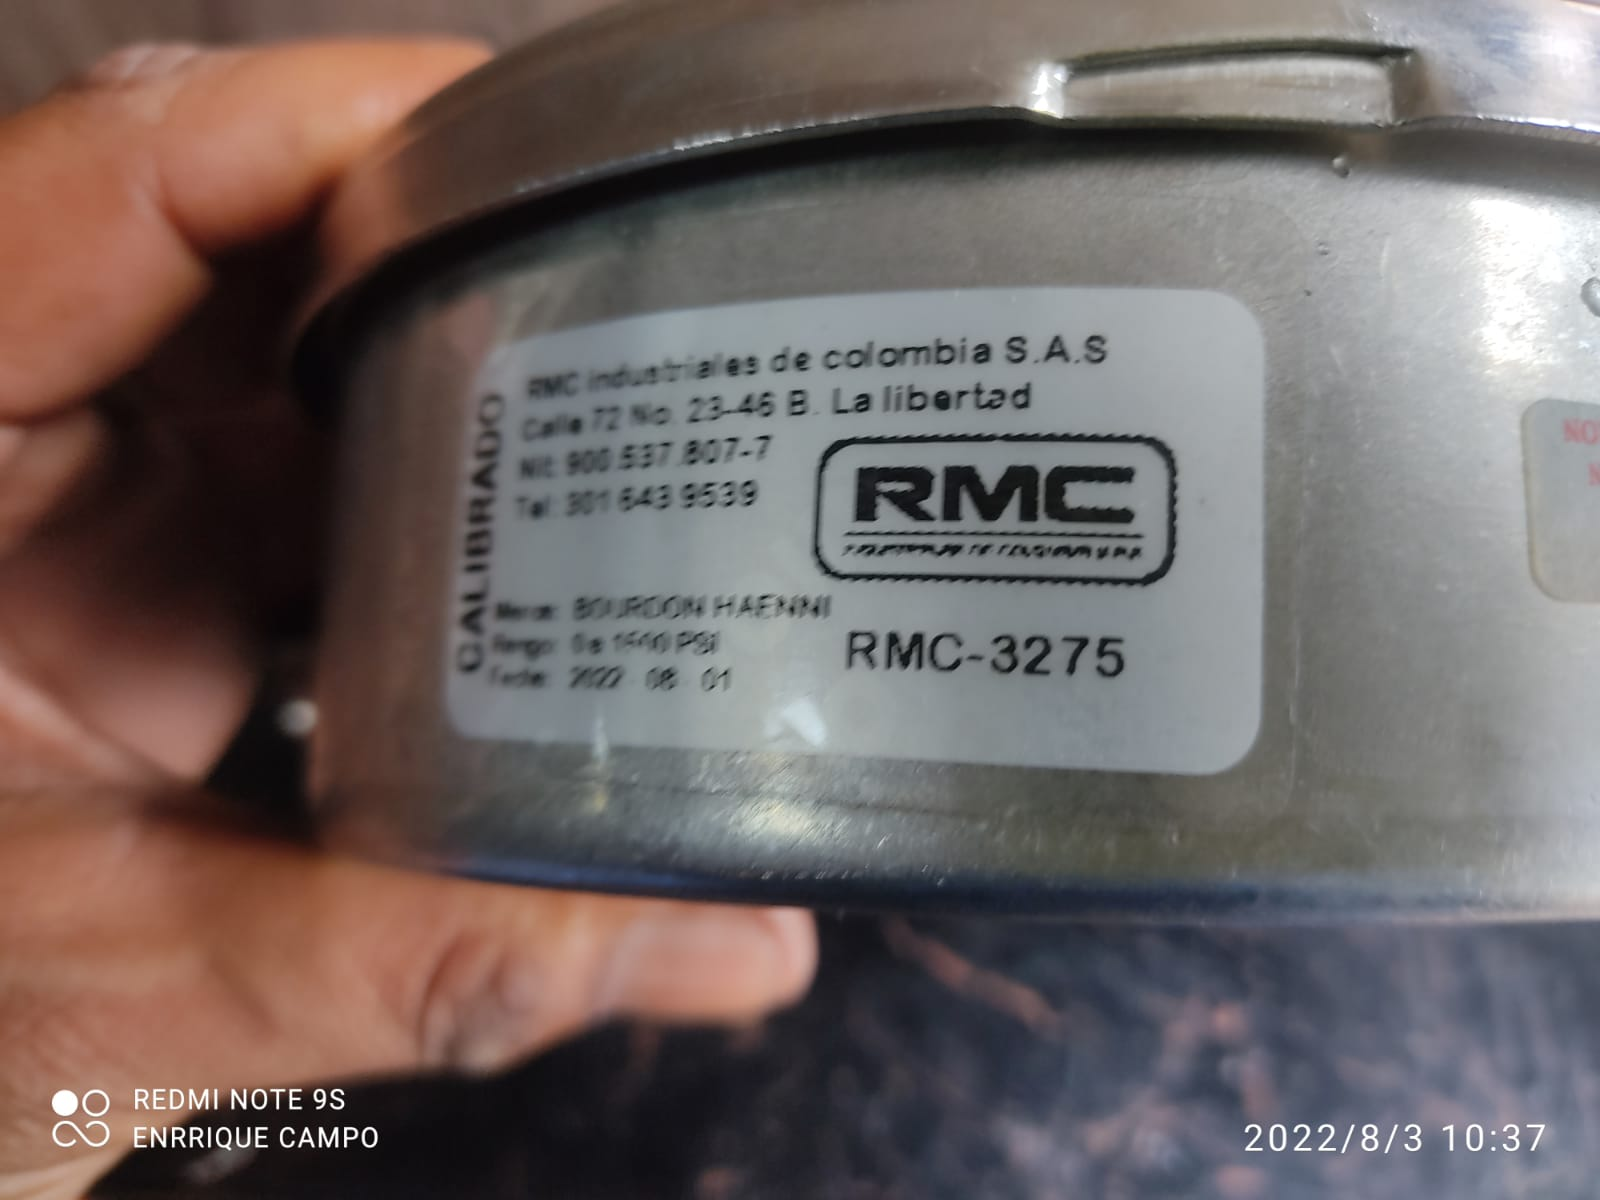 CALIBRADO
RMC industriales de colombia S.A.S
Calle 72 No. 23-46 B. La libertad
Nit: 900.537.807-7
Tel: 301 643 9539
RMC
Marca: BOURDON HAENNI
Rango: 0 a PSI
RMC-3275
Fecha: 2022 08 01
NO
N
REDMI NOTE 9S
ENRRIQUE CAMPO
2022/8/3 10:37